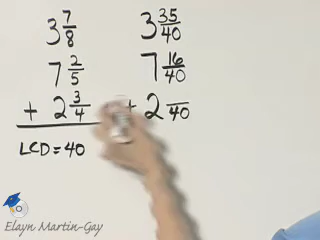 3 7/8   3 35/40
7 2/5   7 16/40
+ 2 3/4   + 2 /40
LCD = 40
Elayn Martin-Gay